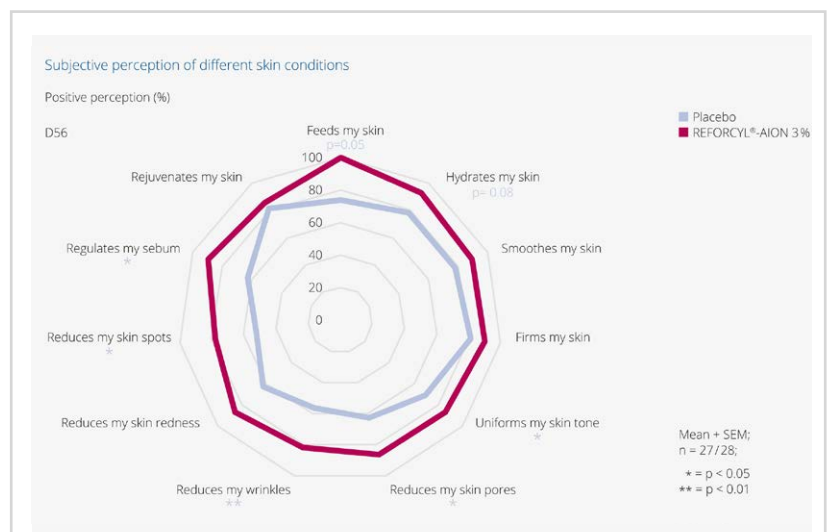 Subjective perception of different skin conditions
Positive perception (%)
D56
Placebo
REFORCYL®-AION 3%
Feeds my skin
p=0.05
Hydrates my skin
p= 0.08
Smoothes my skin
Firms my skin
Uniforms my skin tone
*
Reduces my skin pores
*
Reduces my wrinkles
**
Reduces my skin redness
Reduces my skin spots
*
Regulates my sebum
*
Rejuvenates my skin
100
80
60
40
20
0
Mean + SEM;
n = 27/28;
* = p < 0.05
** = p < 0.01